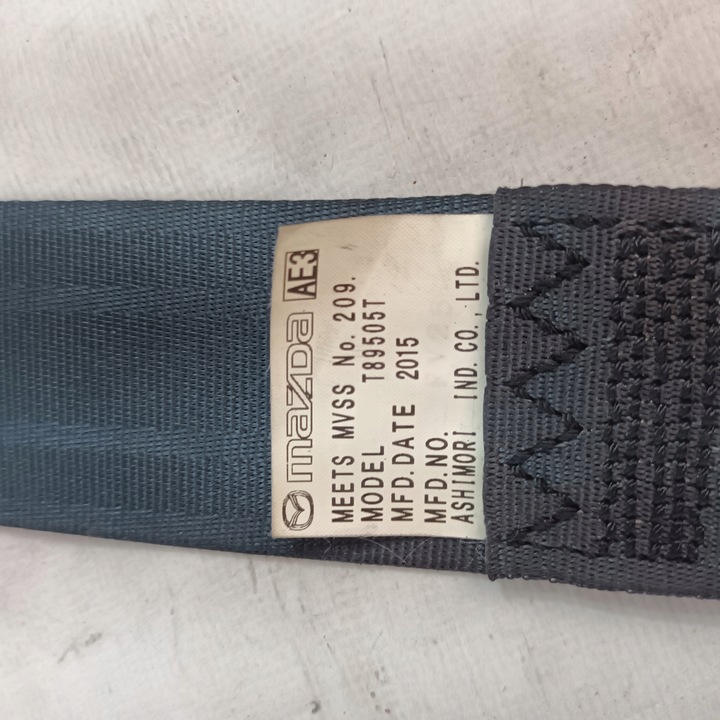 mazda AE3
MEETS MVSS No. 209.
MODEL T89505T
MFD.DATE 2015
MFD.NO.
ASHIMORI IND. CO., LTD.